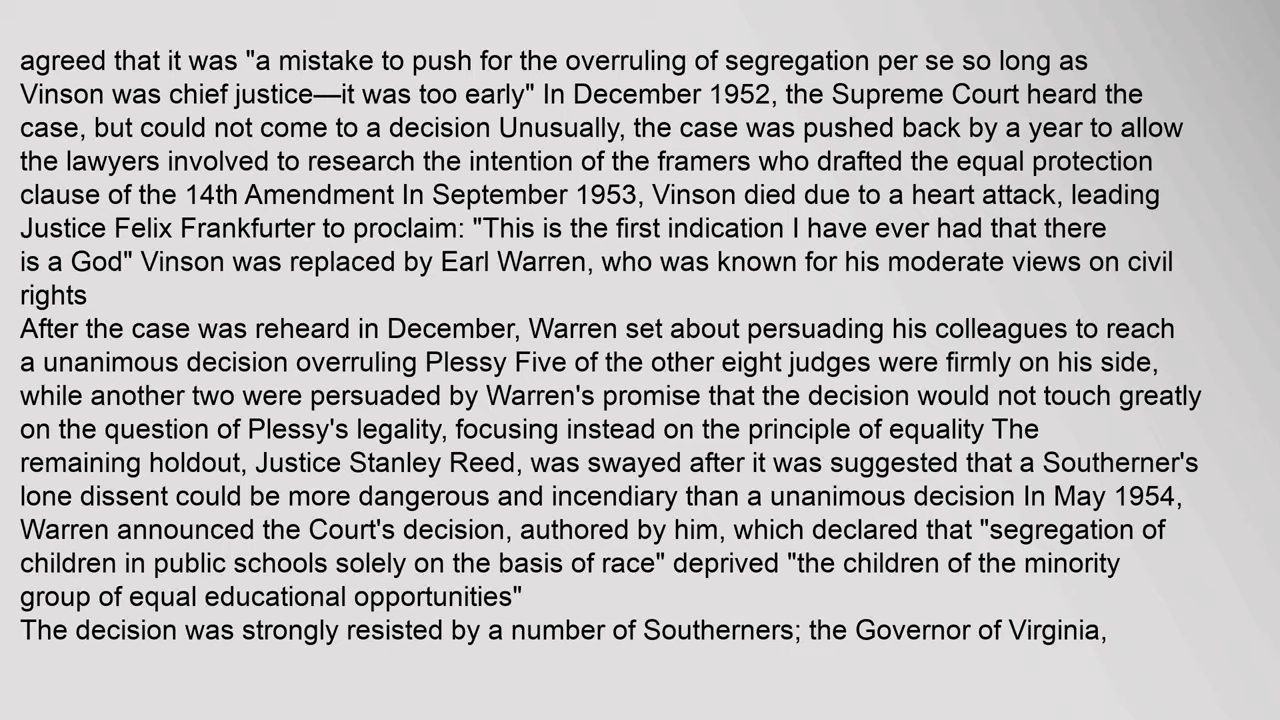 agreed that it was "a mistake to push for the overruling of segregation per se so long as
Vinson was chief justice—it was too early" In December 1952, the Supreme Court heard the
case, but could not come to a decision Unusually, the case was pushed back by a year to allow
the lawyers involved to research the intention of the framers who drafted the equal protection
clause of the 14th Amendment In September 1953, Vinson died due to a heart attack, leading
Justice Felix Frankfurter to proclaim: "This is the first indication I have ever had that there
is a God" Vinson was replaced by Earl Warren, who was known for his moderate views on civil
rights
After the case was reheard in December, Warren set about persuading his colleagues to reach
a unanimous decision overruling Plessy Five of the other eight judges were firmly on his side,
while another two were persuaded by Warren's promise that the decision would not touch greatly
on the question of Plessy's legality, focusing instead on the principle of equality The
remaining holdout, Justice Stanley Reed, was swayed after it was suggested that a Southerner's
lone dissent could be more dangerous and incendiary than a unanimous decision In May 1954,
Warren announced the Court's decision, authored by him, which declared that "segregation of
children in public schools solely on the basis of race" deprived "the children of the minority
group of equal educational opportunities"
The decision was strongly resisted by a number of Southerners; the Governor of Virginia,